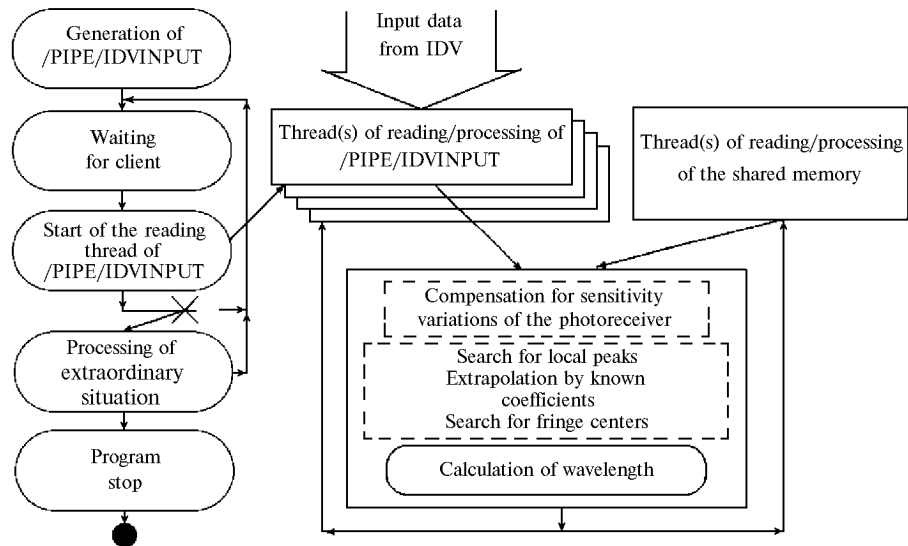 Generation of
/PIPE/IDVINPUT
Waiting
for client
Start of the reading
thread of
/PIPE/IDVINPUT
Processing of
extraordinary
situation
Program
stop
Input data
from IDV
Thread(s) of reading/processing of
/PIPE/IDVINPUT
Thread(s) of reading/processing
of the shared memory
Compensation for sensitivity
variations of the photoreceiver
Search for local peaks
Extrapolation by known
coefficients
Search for fringe centers
Calculation of wavelength